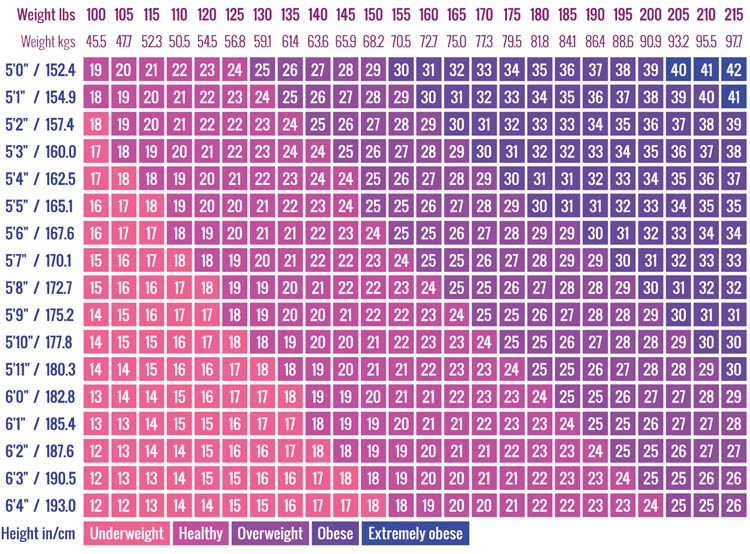 Weight lbs 100 105 115 110 120 125 130 135 140 145 150 155 160 165 170 175 180 185 190 195 200 205 210 215
Weight kgs 45.5 47.7 52.3 50.5 54.5 56.8 59.1 61.4 63.6 65.9 68.2 70.5 72.7 75.0 77.3 79.5 81.8 84.1 86.4 88.6 90.9 93.2 95.5 97.7
5'0" / 152.4 19 20 21 22 23 24 25 26 27 28 29 30 31 32 33 34 35 36 37 38 39 40 41 42
5'1" / 154.9 18 19 20 21 22 23 24 25 26 27 28 29 30 31 32 33 34 35 36 37 38 39 40 41
5'2" / 157.4 18 19 20 21 22 22 23 24 25 26 27 28 29 30 31 32 33 33 34 35 36 37 38 39
5'3" / 160.0 17 18 19 20 21 22 23 24 24 25 26 27 28 29 30 31 32 32 33 34 35 36 37 38
5'4" / 162.5 17 18 18 19 20 21 22 23 24 24 25 26 27 28 29 30 31 31 32 33 34 35 36 37
5'5" / 165.1 16 17 18 19 20 20 21 22 23 24 25 25 26 27 28 29 30 31 31 32 33 34 35 35
5'6" / 167.6 16 17 17 18 19 20 21 21 22 23 24 25 25 26 27 28 29 29 30 31 32 33 34 34
5'7" / 170.1 15 16 17 18 18 19 20 21 22 22 23 24 25 25 26 27 28 29 29 30 31 32 33 33
5'8" / 172.7 15 16 17 17 18 19 19 20 21 22 22 23 24 25 25 26 27 28 28 29 30 31 32 32
5'9" / 175.2 14 15 16 17 17 18 19 20 20 21 22 22 23 24 25 25 26 27 28 28 29 30 31 31
5'10"/ 177.8 14 15 15 16 17 18 18 19 20 20 21 22 23 23 24 25 25 26 27 28 28 29 30 30
5'11" / 180.3 14 14 15 16 16 17 18 18 19 20 21 21 22 23 23 24 25 25 26 27 28 28 29 30
6'0" / 182.8 13 14 14 15 16 17 17 18 19 19 20 21 21 22 23 23 24 25 25 26 27 27 28 29
6'1" / 185.4 13 13 14 15 15 16 17 17 18 19 19 20 21 21 22 23 23 24 25 25 26 27 27 28
6'2" / 187.6 12 13 14 14 15 16 16 17 18 18 19 19 20 21 21 22 23 23 24 25 25 26 27 27
6'3" / 190.5 12 13 13 14 15 15 16 16 17 18 18 19 20 20 21 21 22 23 23 24 25 25 26 26
6'4" / 193.0 12 12 13 14 14 15 15 16 17 17 18 18 19 20 20 21 22 22 23 23 24 25 25 26
Height in/cm Underweight Healthy Overweight Obese Extremely obese